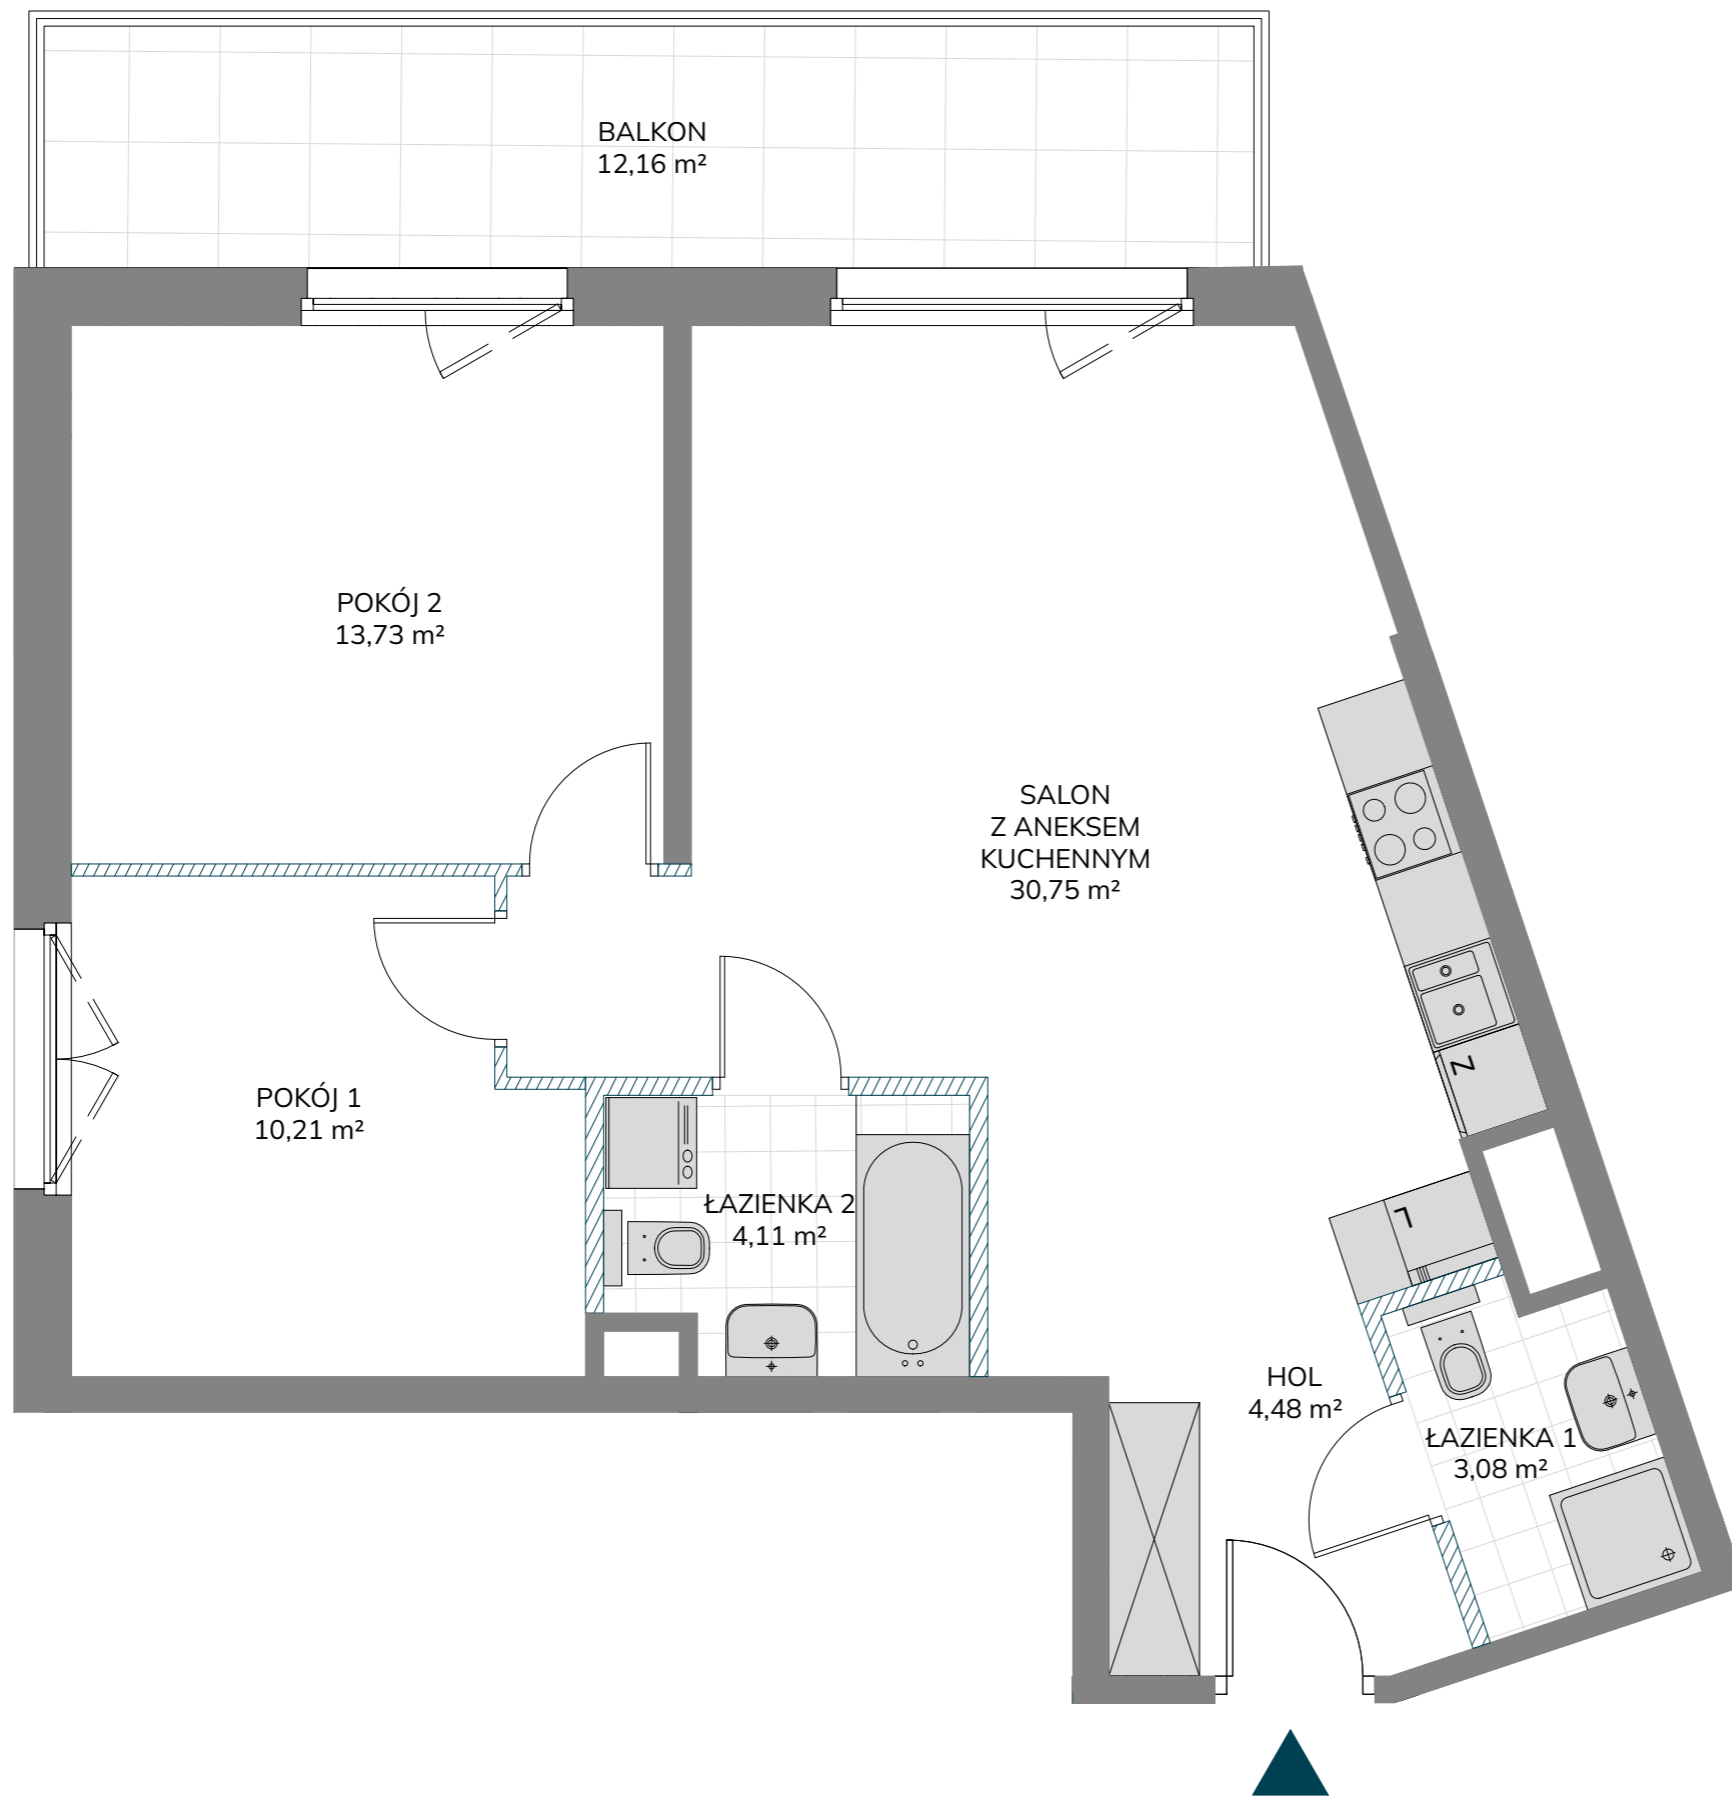 BALKON
12,16 m²
POKÓJ 2
13,73 m²
SALON
Z ANEKSEM
KUCHENNYM
30,75 m²
Z
POKÓJ 1
10,21 m²
ŁAZIENKA 2
4,11 m²
L
HOL
4,48 m²
ŁAZIENKA 1
3,08 m²